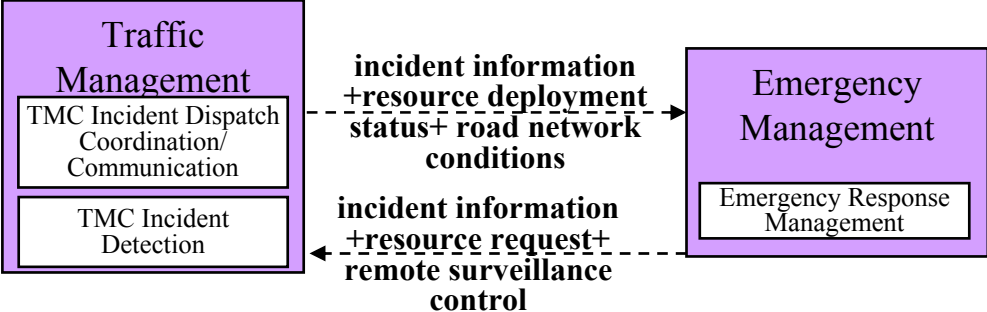 Traffic
Management
TMC Incident Dispatch
Coordination/
Communication
TMC Incident
Detection
incident information
+resource deployment
status+ road network
conditions
incident information
+resource request+
remote surveillance
control
Emergency
Management
Emergency Response
Management